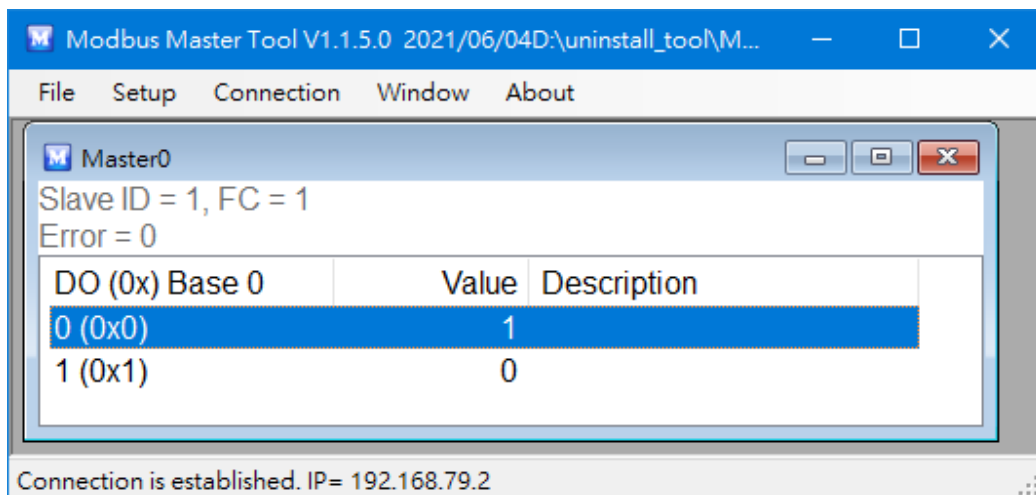 Modbus Master Tool V1.1.5.0 2021/06/04D:\uninstall_tool\M...
File Setup Connection Window About
Master0
Slave ID = 1, FC = 1
Error = 0
DO (0x) Base 0 Value Description
0 (0x0) 1
1 (0x1) 0
Connection is established. IP= 192.168.79.2